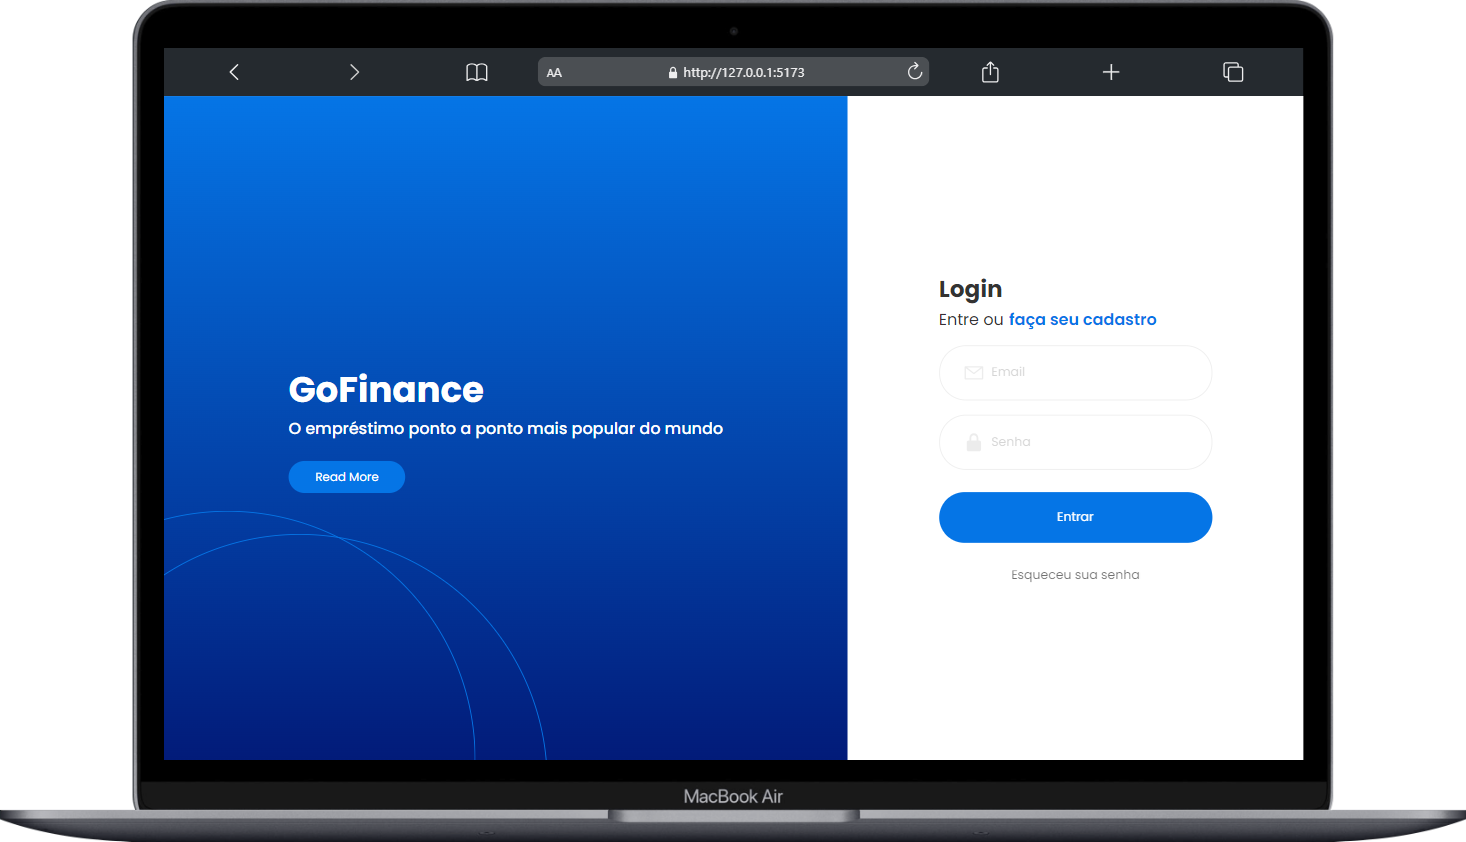 AA
http://127.0.0.1:5173
GoFinance
O empréstimo ponto a ponto mais popular do mundo
Read More
Login
Entre ou faça seu cadastro
Email
Senha
Entrar
Esqueceu sua senha
MacBook Air